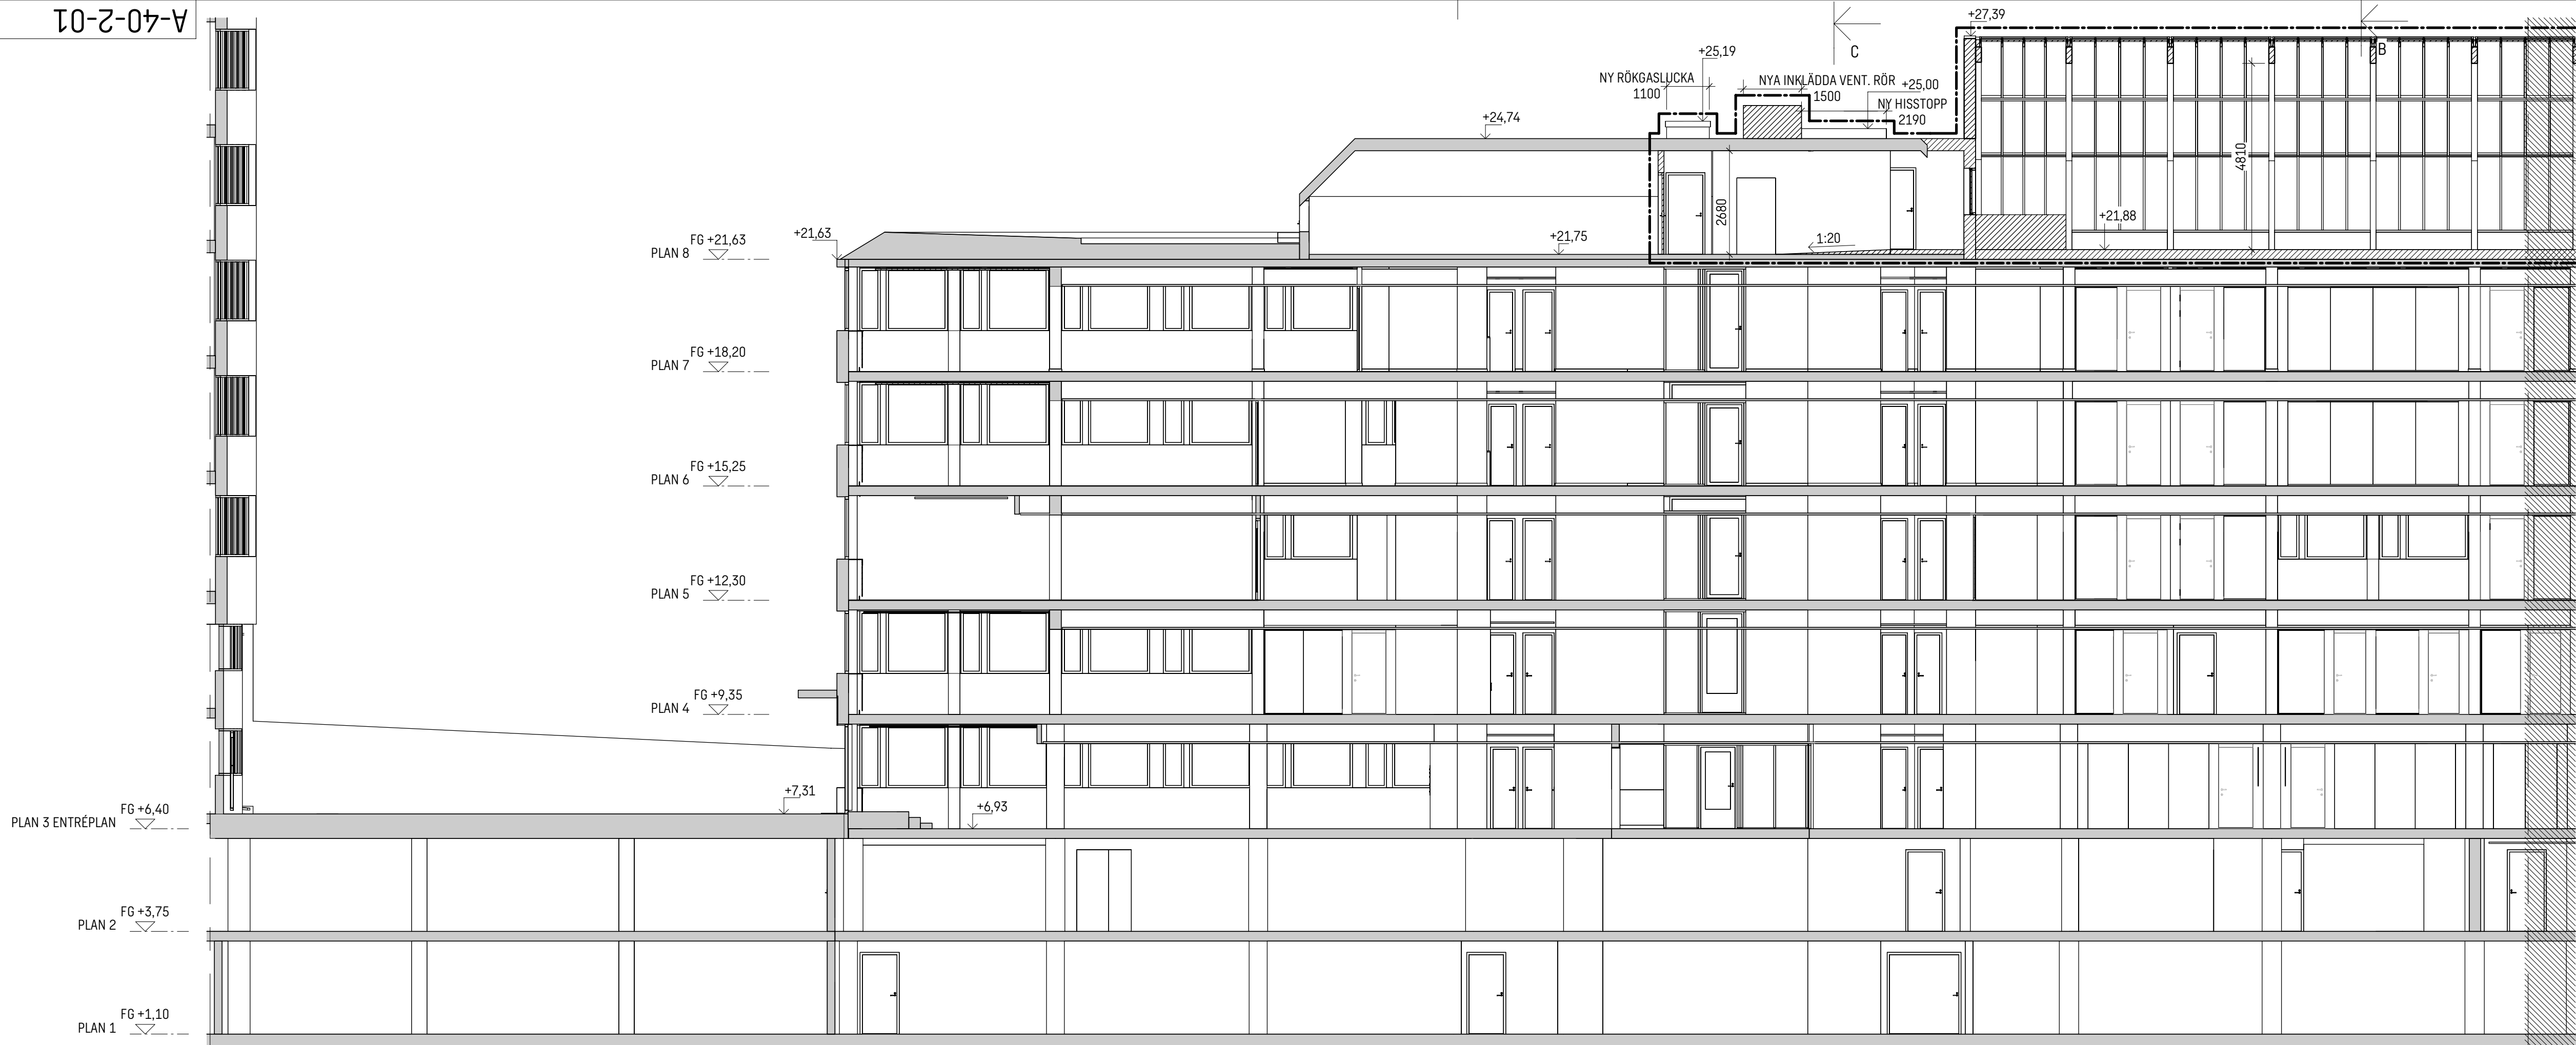 A-40-2-01
+27,39
C
B
+25,19
NY RÖKGASLUCKA
1100
NYA INKLÄDDA VENT. RÖR
1500
+25,00
NY HISSTOPP
2190
+24,74
4810
2680
+21,88
1:20
+21,75
+21,63
FG +21,63
PLAN 8
FG +18,20
PLAN 7
FG +15,25
PLAN 6
FG +12,30
PLAN 5
FG +9,35
PLAN 4
+7,31
+6,93
FG +6,40
PLAN 3 ENTRÉPLAN
FG +3,75
PLAN 2
FG +1,10
PLAN 1